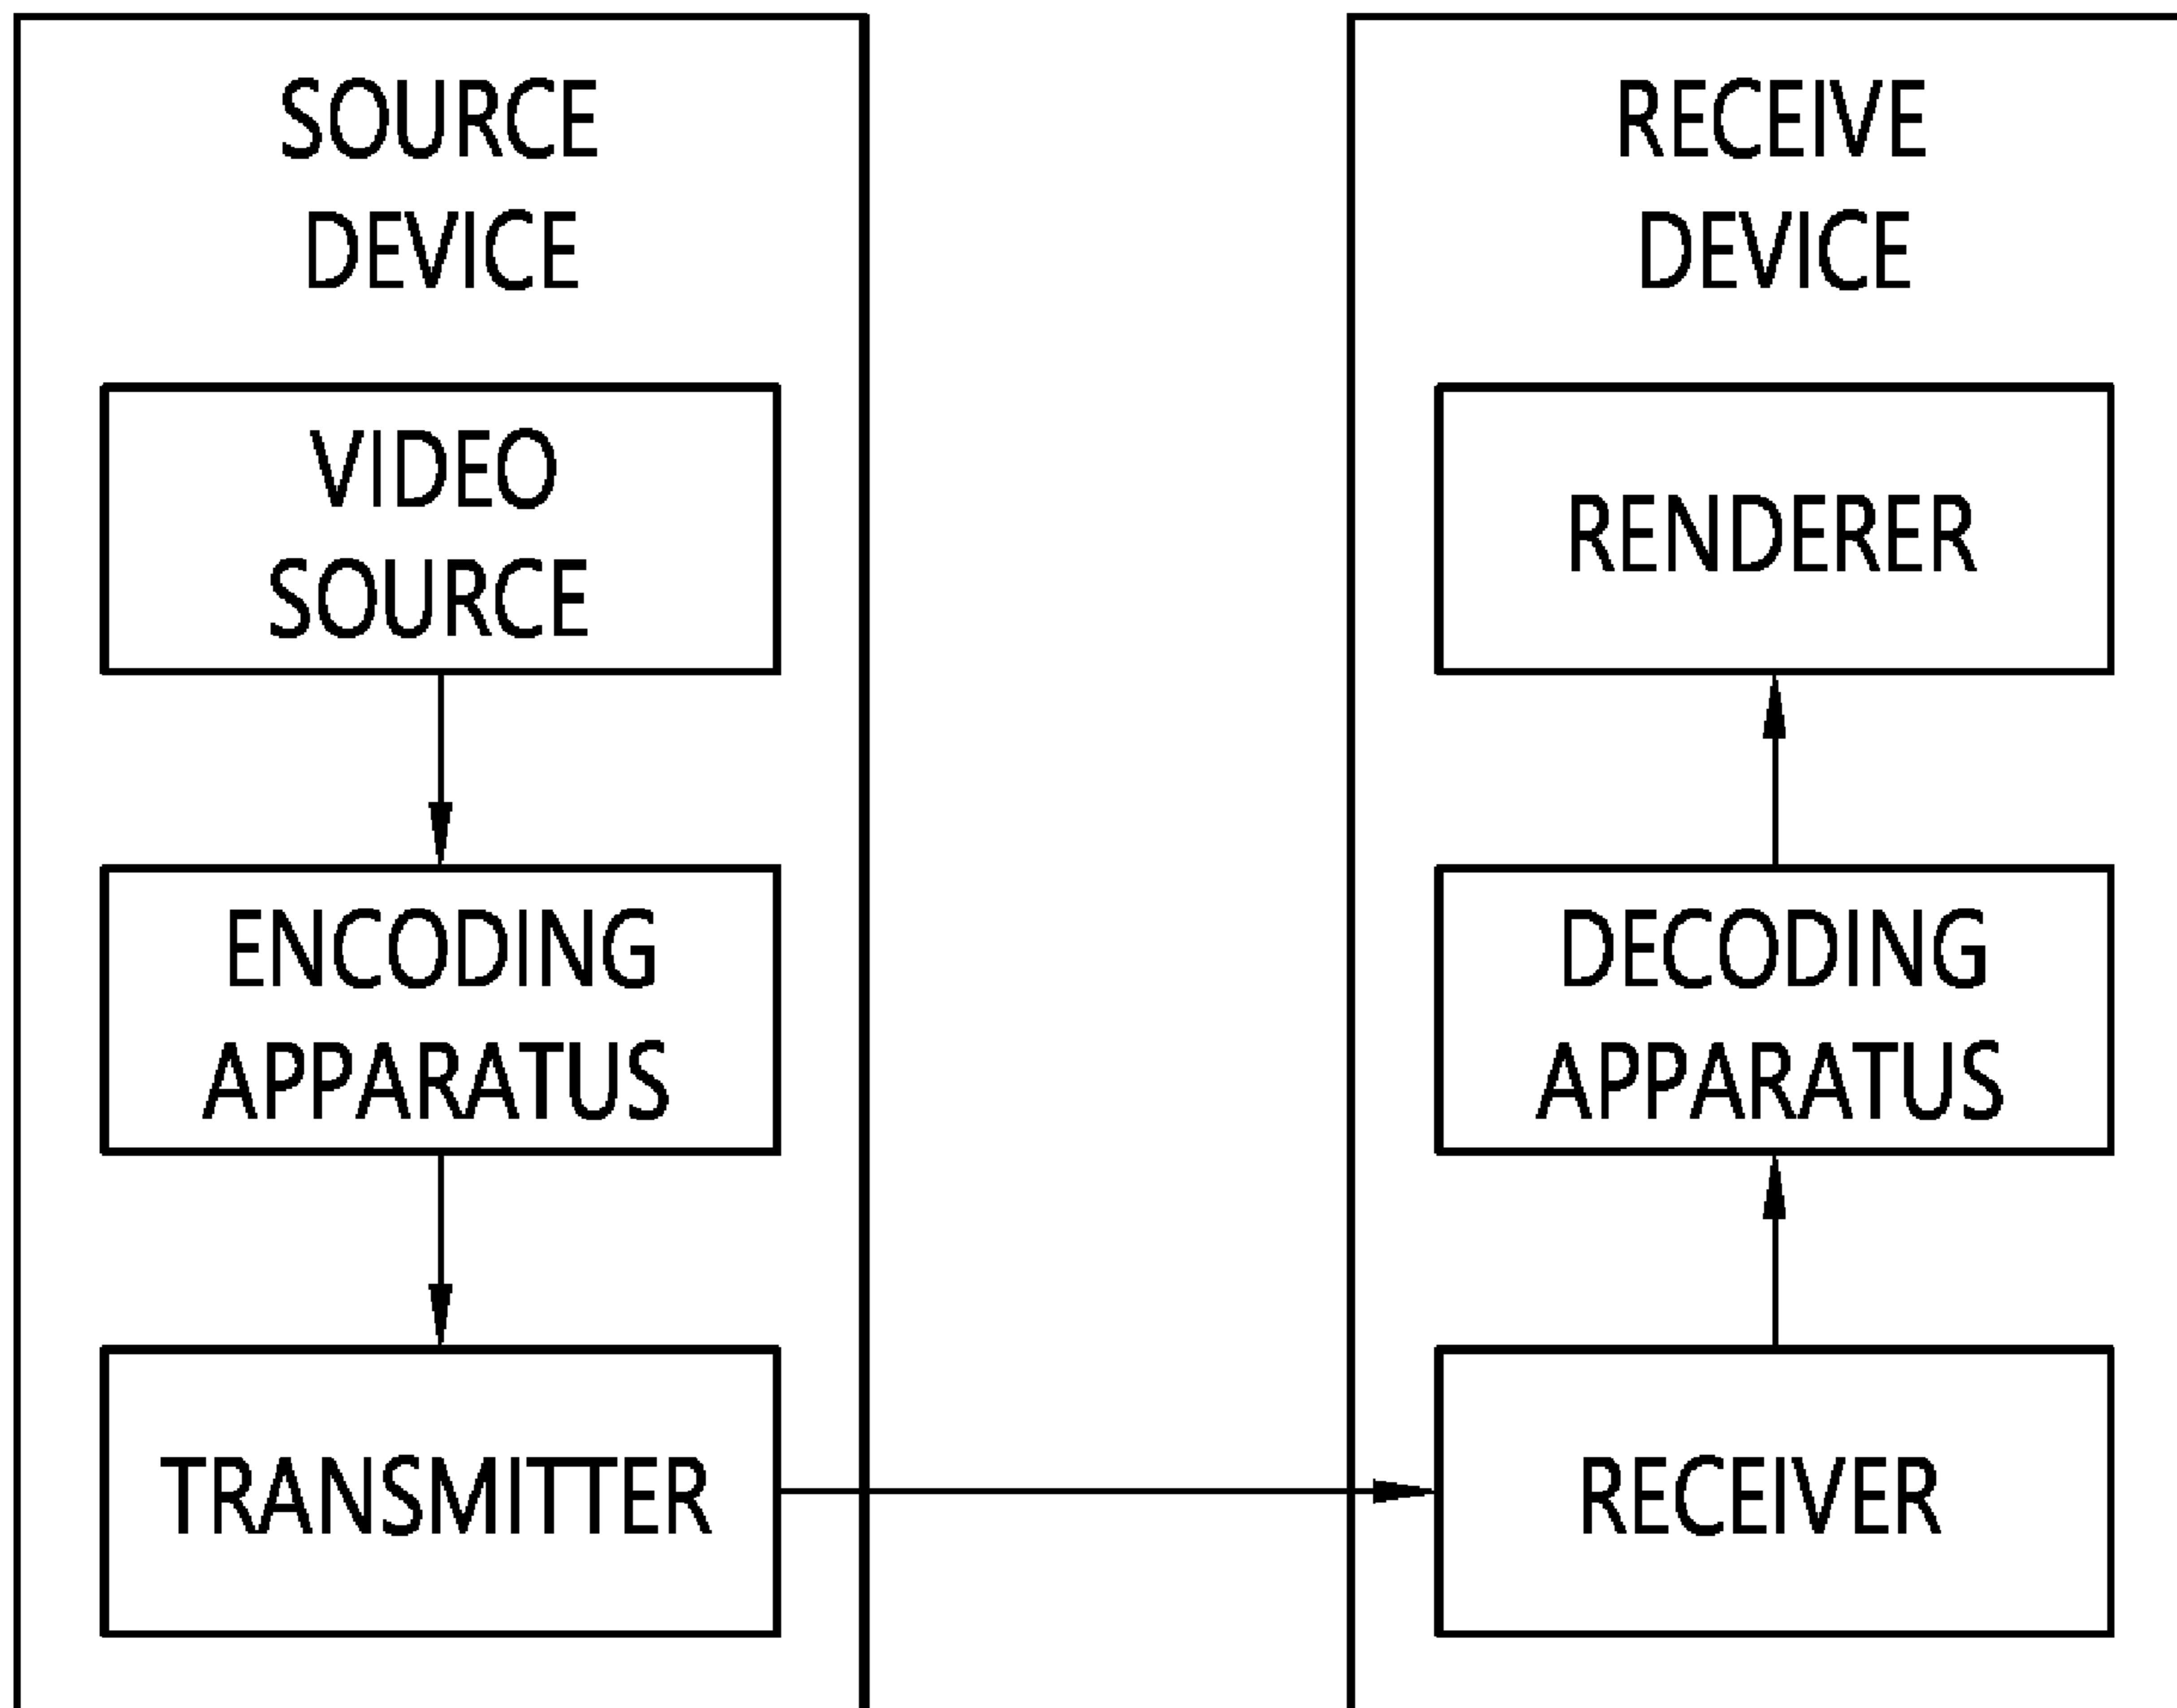 SOURCE
DEVICE
VIDEO
SOURCE
ENCODING
APPARATUS
TRANSMITTER
RECEIVE
DEVICE
RENDERER
DECODING
APPARATUS
RECEIVER